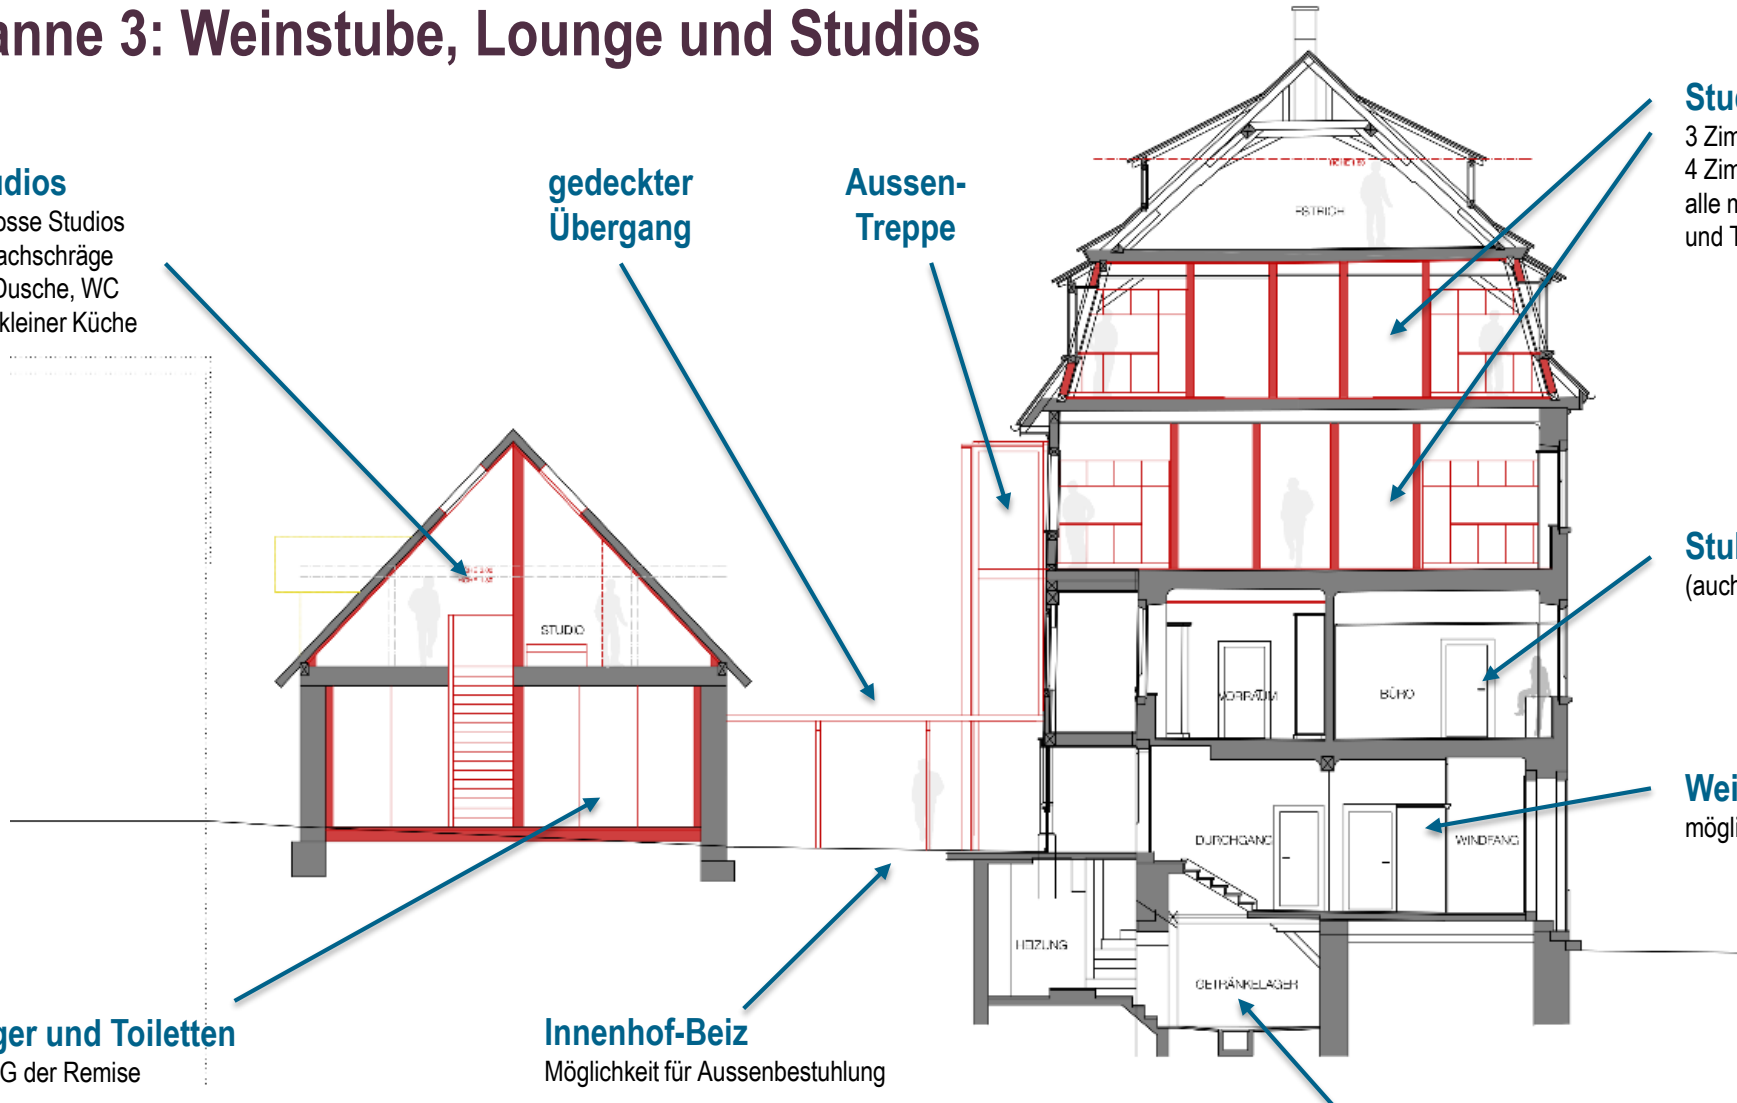 anne 3: Weinstube, Lounge und Studios
udios
osse Studios
achschräge
Dusche, WC
kleiner Küche
gedeckter
Übergang
Aussen-
Treppe
Stu
3 Zim
4 Zim
alle m
und T
ESTRICH
STUDIO
VORRAUM
BÜRO
Stu
(auch
Wei
mögli
DURCHGANG
WINDFANG
HEIZUNG
GETRÄNKELAGER
ger und Toiletten
G der Remise
Innenhof-Beiz
Möglichkeit für Aussenbestuhlung